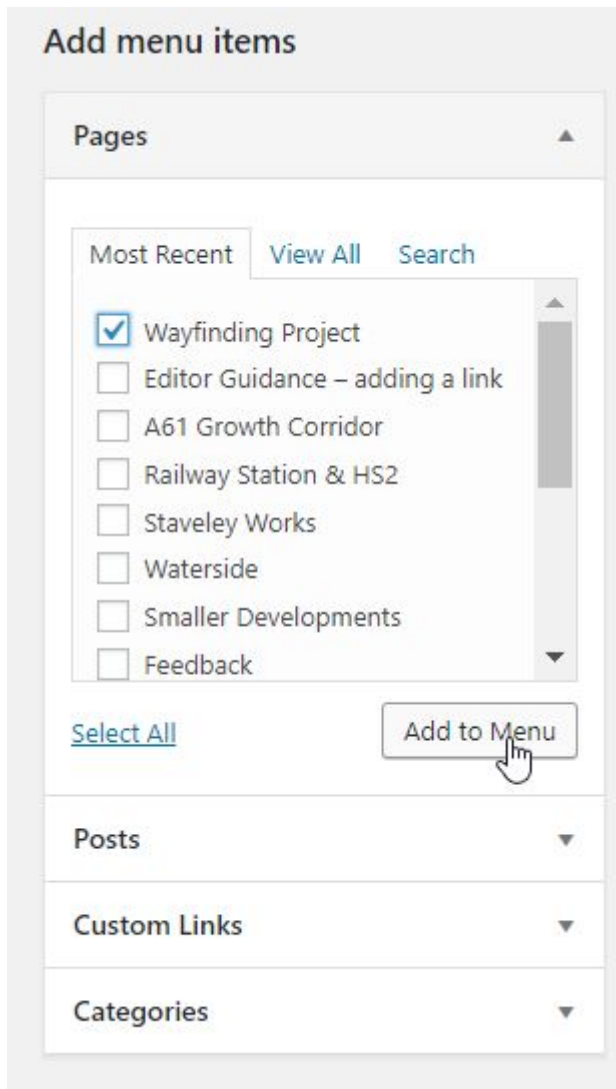 Add menu items
Pages
Most Recent View All Search
Wayfinding Project
Editor Guidance – adding a link
A61 Growth Corridor
Railway Station & HS2
Staveley Works
Waterside
Smaller Developments
Feedback
Select All Add to Menu
Posts
Custom Links
Categories